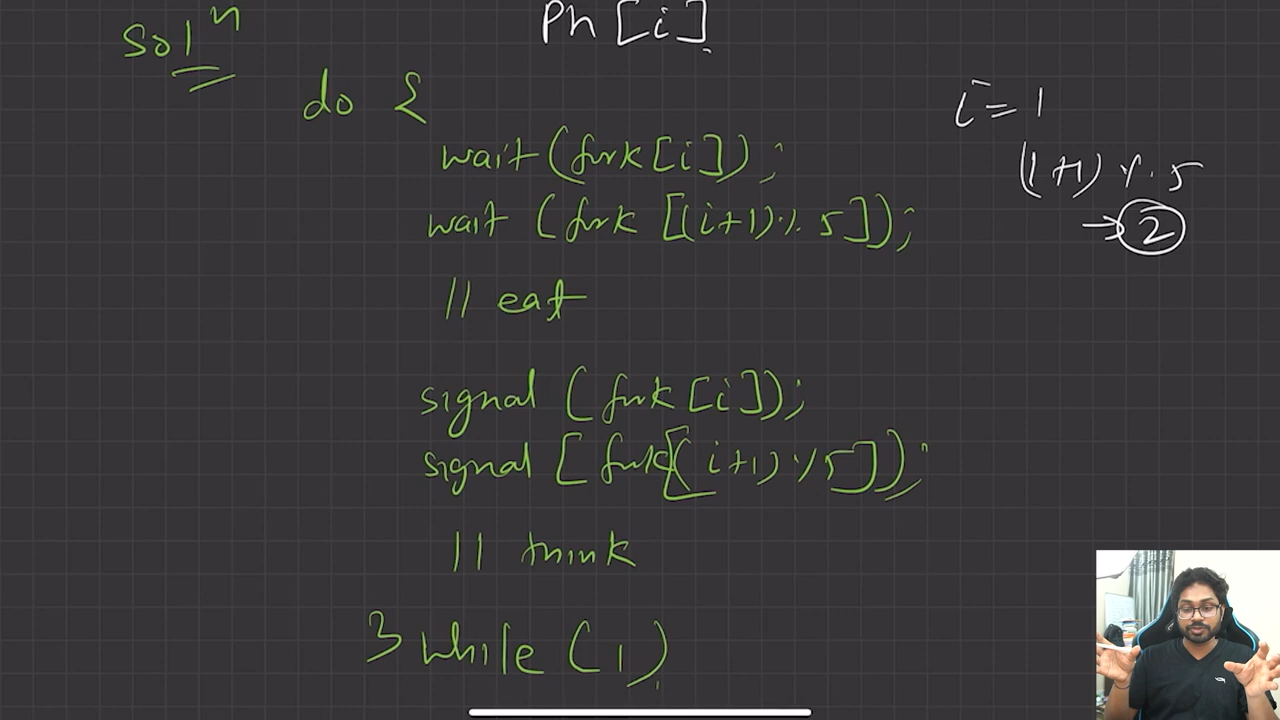 Solⁿ
Ph[i]
do {
wait(fork[i]);
wait (fork [(i+1)%5]);
// eat
signal (fork[i]);
signal [fork[(i+1)%5]);
// think
} while (1)
i=1
(1+1)%5
→2